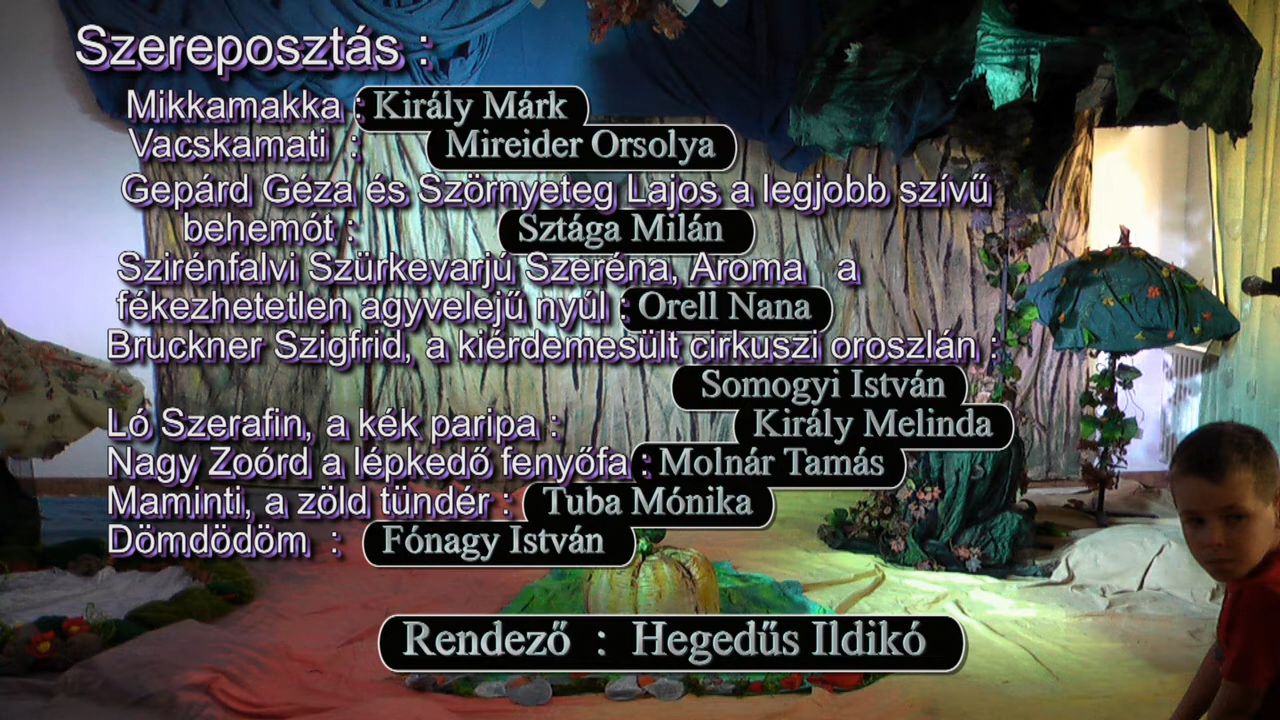 Szereposztás :
Mikkamakka : Király Márk
Vacskamati : Mireider Orsolya
Gepárd Géza és Szörnyeteg Lajos a legjobb szívű
behemót : Sztága Milán
Szirénfalvi Szürkevarjú Szeréna, Aroma a
fékezhetetlen agyvelejű nyúl : Orell Nana
Bruckner Szigfrid, a kiérdemesült cirkuszi oroszlán :
Somogyi István
Ló Szerafin, a kék paripa : Király Melinda
Nagy Zoórd a lépkedő fenyőfa : Molnár Tamás
Maminti, a zöld tündér : Tuba Mónika
Dömdödöm : Fónagy István
Rendező : Hegedűs Ildikó